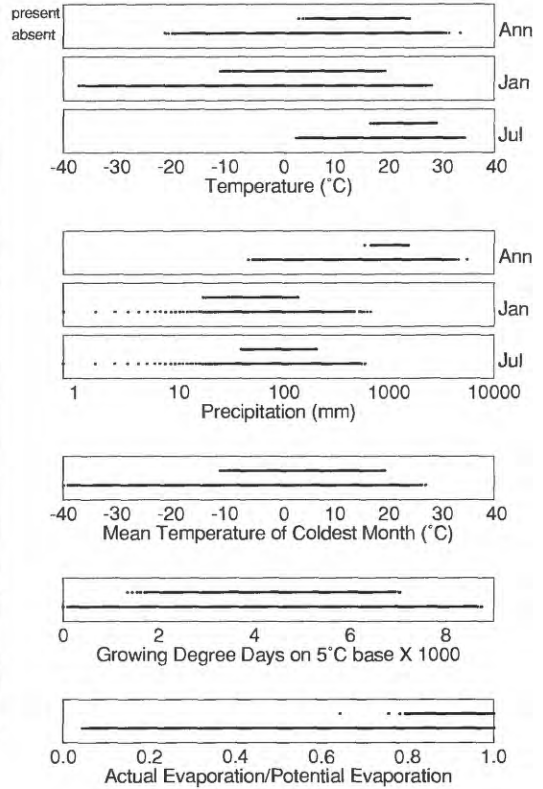 present
absent
Ann
Jan
Jul
-40 -30 -20 -10 0 10 20 30 40
Temperature (˚C)
Ann
Jan
Jul
1 10 100 1000 10000
Precipitation (mm)
-40 -30 -20 -10 0 10 20 30 40
Mean Temperature of Coldest Month (˚C)
0 2 4 6 8
Growing Degree Days on 5˚C base X 1000
0.0 0.2 0.4 0.6 0.8 1.0
Actual Evaporation/Potential Evaporation